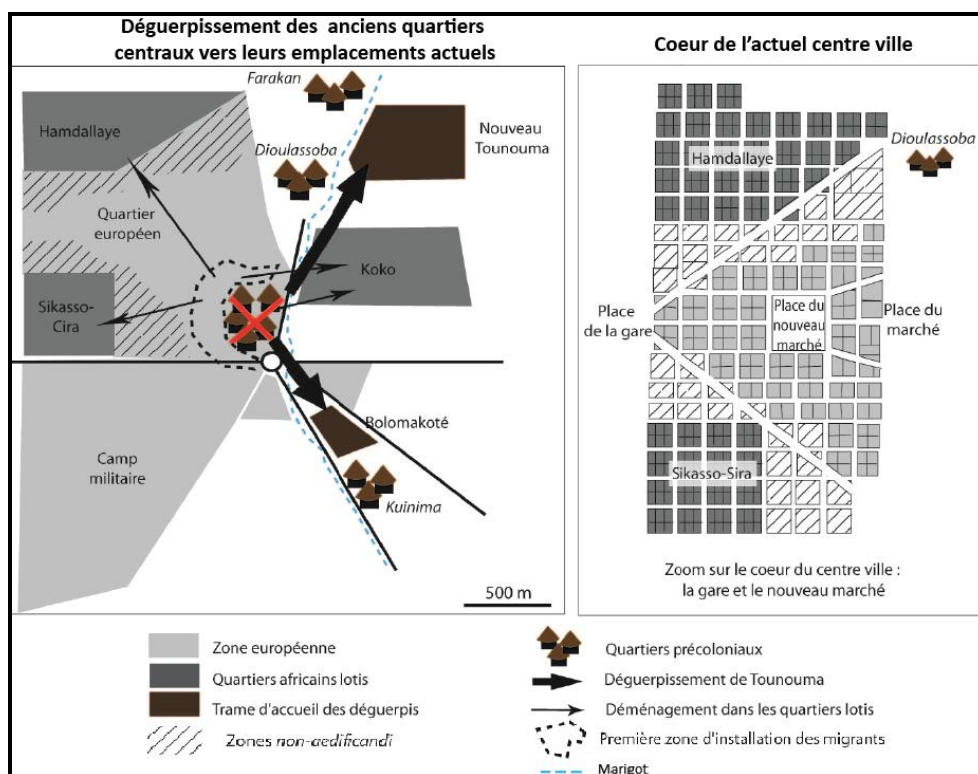 Déguerpissement des anciens quartiers
centraux vers leurs emplacements actuels
Farakan
Hamdallaye
Nouveau
Tounouma
Dioulassoba
Quartier
européen
Koko
Sikasso-
Cira
Bolomakoté
Camp
militaire
Kuinima
500 m
Coeur de l'actuel centre ville
Dioulassoba
Hamdallaye
Place
de la gare
Place du
nouveau
marché
Place du
marché
Sikasso-Sira
Zoom sur le coeur du centre ville :
la gare et le nouveau marché
Zone européenne
Quartiers africains lotis
Trame d'accueil des déguerpis
Zones non-aedificandi
Quartiers précoloniaux
Déguerpissement de Tounouma
Déménagement dans les quartiers lotis
Première zone d'installation des migrants
Marigot